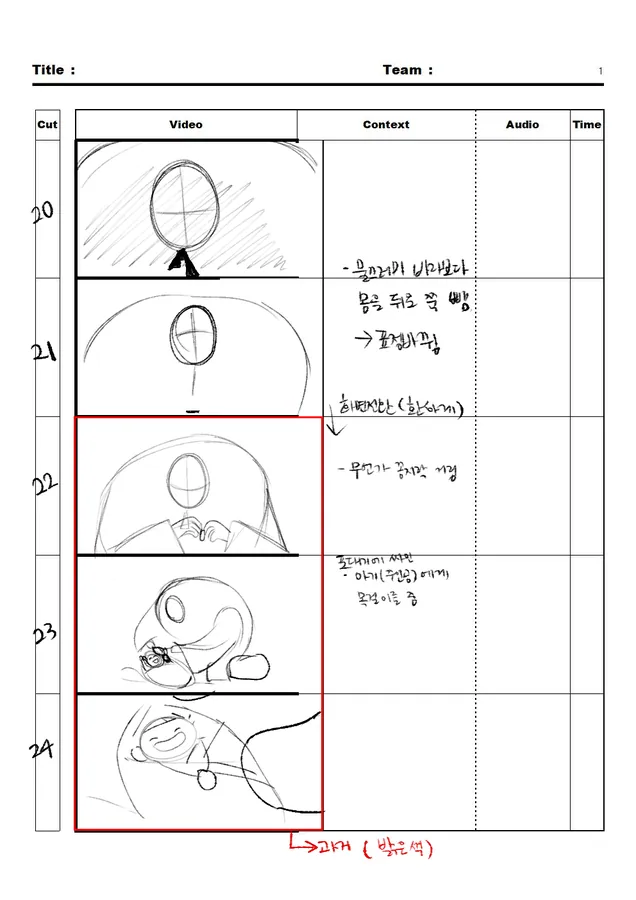 Title :
Team :
1
Cut
Video
Context
Audio
Time
20
- 물끄러미 바라보다
몸을 뒤로 쭉 뺌
→ 표정바뀜
21
화면전환 (환하게)
22
- 무언가 꼼지락 거림
포대기에 싸인
- 아기(주인공)에게
목걸이를 줌
23
24
→ 과거 ( 밝은색)